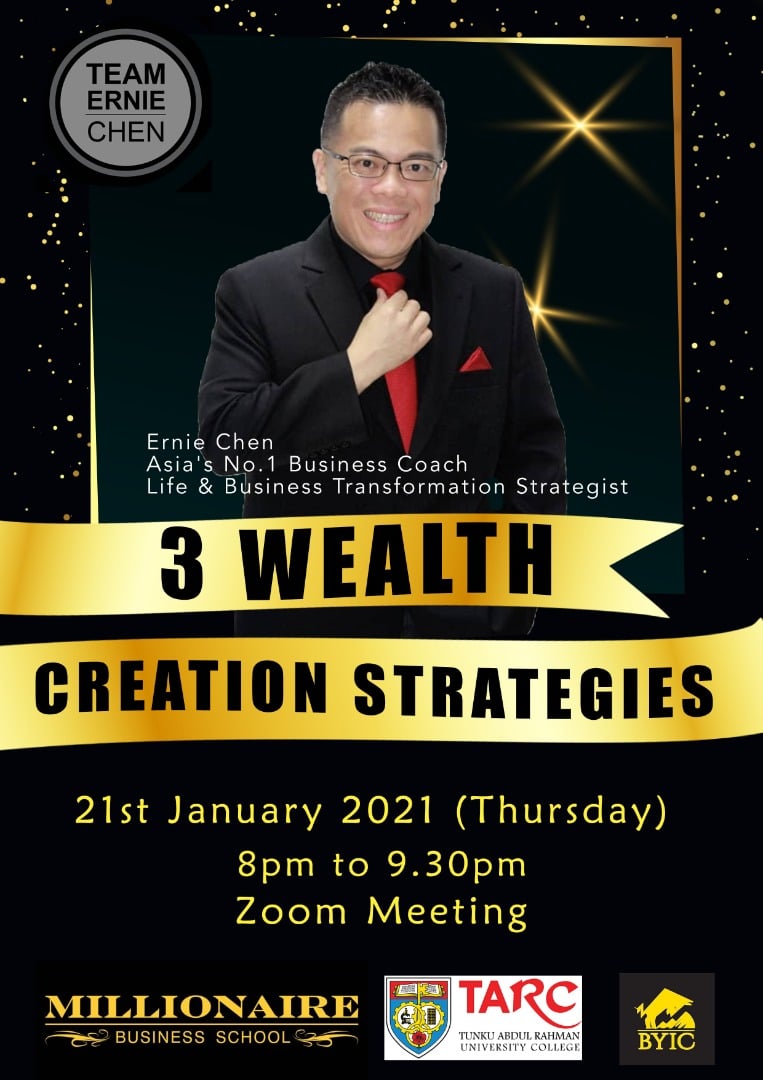 TEAM
ERNIE
CHEN
Ernie Chen
Asia's No.1 Business Coach
Life & Business Transformation Strategist
3 WEALTH
CREATION STRATEGIES
21st January 2021 (Thursday)
8pm to 9.30pm
Zoom Meeting
MILLIONAIRE
BUSINESS SCHOOL
TARC
TUNKU ABDUL RAHMAN
UNIVERSITY COLLEGE
BYIC